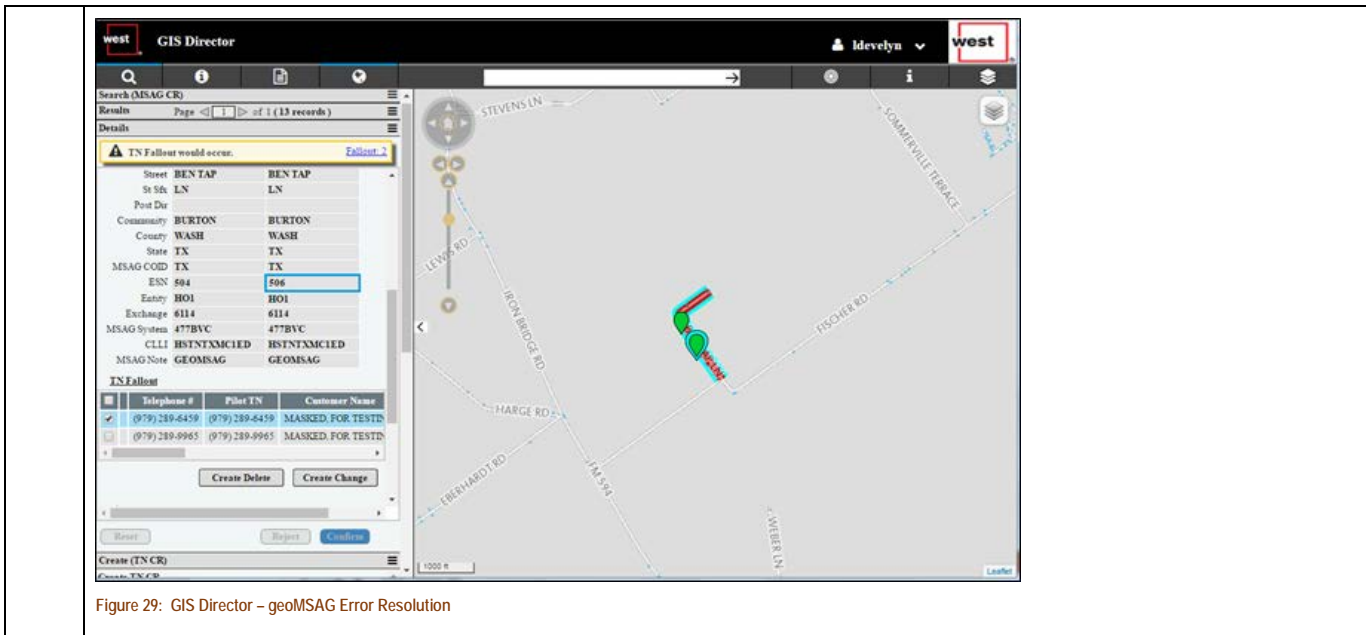 west GIS Director ldevelyn west
Search (MSAG CR)
Results Page 1 of 1 (13 records)
Details
TN Fallout would occur. Fallout: 2
Street BEN TAP BEN TAP
St Sfx LN LN
Post Dir
Community BURTON BURTON
County WASH WASH
State TX TX
MSAG COID TX TX
ESN 504 506
Entity HO1 HO1
Exchange 6114 6114
MSAG System 477BVC 477BVC
CLLI HSTNTXMC1ED HSTNTXMC1ED
MSAG Note GEOMSAG GEOMSAG
TN Fallout
Telephone # Pilot TN Customer Name
(979) 289-6459 (979) 289-6459 MASKED, FOR TESTIN
(979) 289-9965 (979) 289-9965 MASKED, FOR TESTIN
Create Delete Create Change
Reset Reject Confirm
Create (TN CR)
Create TN CR
STEVENS LN
SOMMERVILLE TERRACE
LEWIS RD
IRON BRIDGE RD
FISCHER RD
HARGE RD
EBERHARDT RD
FM 594
WEBER LN
1000 ft
Leaflet
Figure 29: GIS Director – geoMSAG Error Resolution